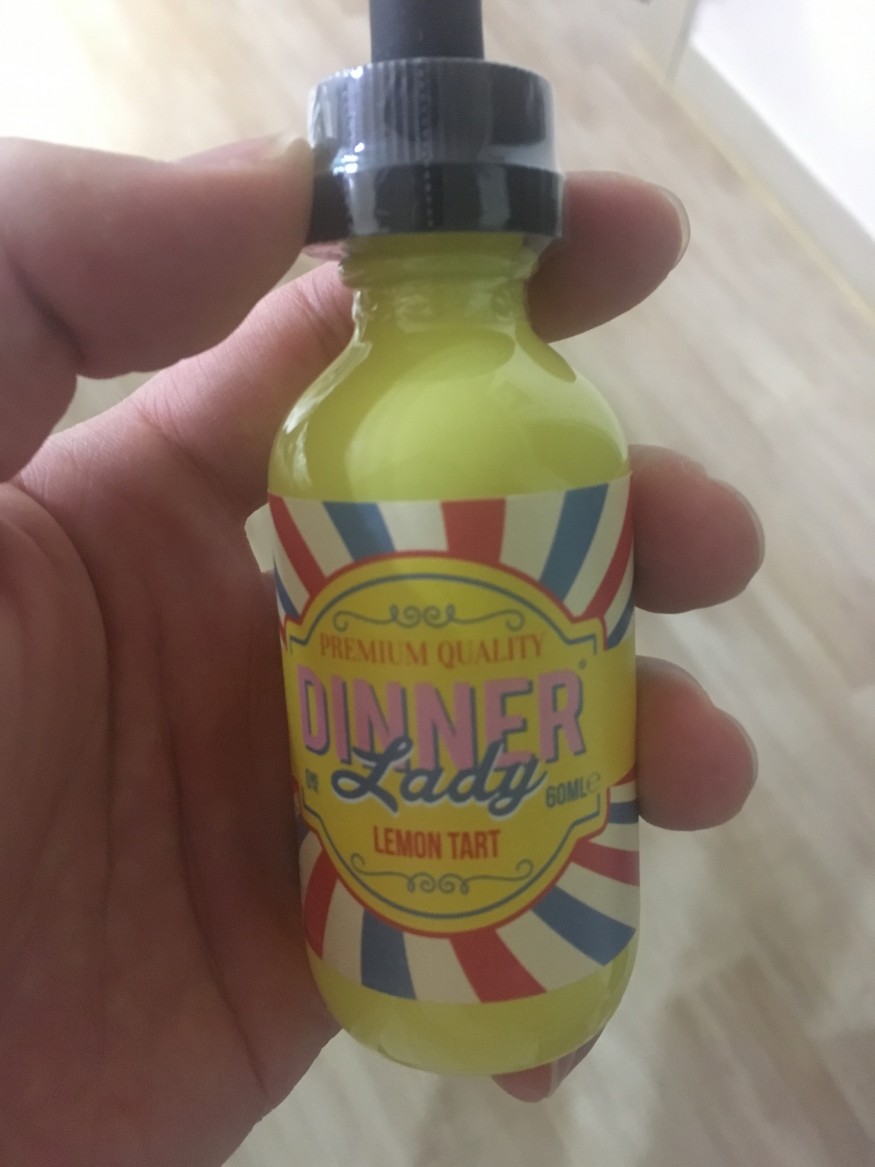 PREMIUM QUALITY
DINNER
Lady
60ML℮
LEMON TART